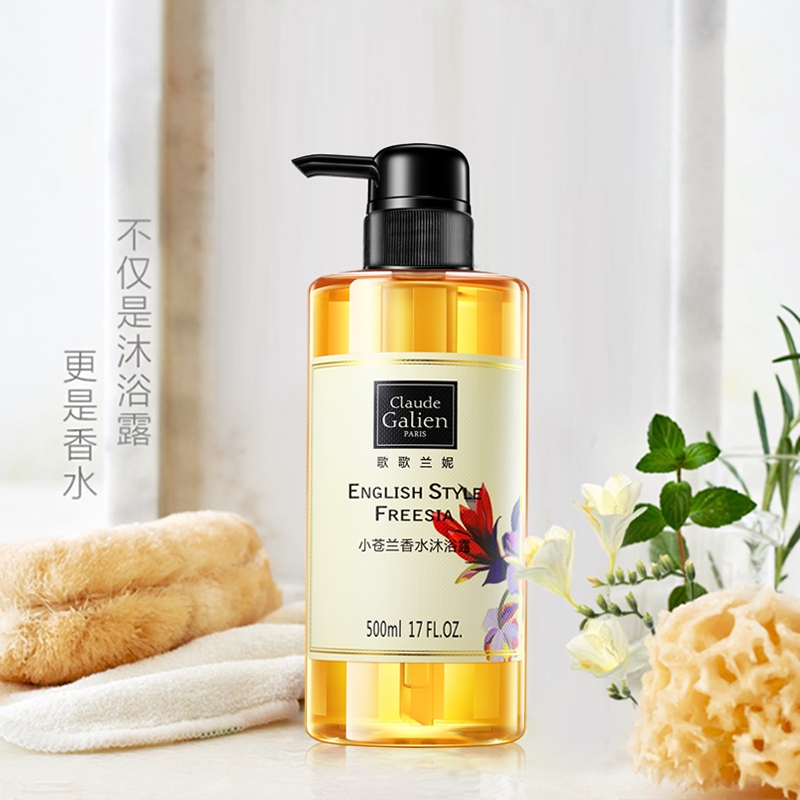 不仅是沐浴露
更是香水
Claude
Galien
PARIS
歌歌兰妮
ENGLISH STYLE
FREESIA
小苍兰香水沐浴露
500ml 17 FL.OZ.